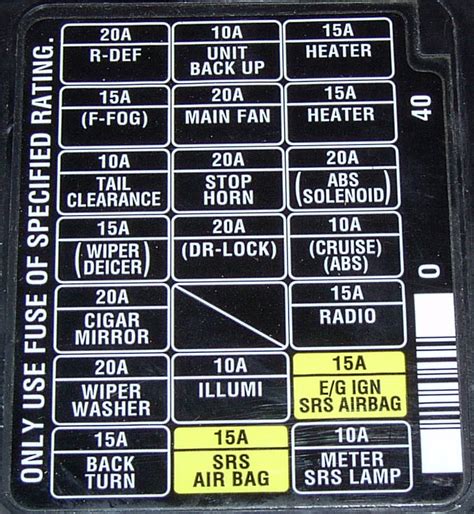 ONLY USE FUSE OF SPECIFIED RATING.
20A
R-DEF
10A
UNIT
BACK UP
15A
HEATER
15A
(F-FOG)
20A
MAIN FAN
15A
HEATER
10A
TAIL
CLEARANCE
20A
STOP
HORN
20A
(ABS
SOLENOID)
15A
(WIPER
DEICER)
20A
(DR-LOCK)
10A
(CRUISE)
(ABS)
20A
CIGAR
MIRROR
15A
RADIO
20A
WIPER
WASHER
10A
ILLUMI
15A
E/G IGN
SRS AIRBAG
15A
BACK
TURN
15A
SRS
AIR BAG
10A
METER
SRS LAMP
40
0